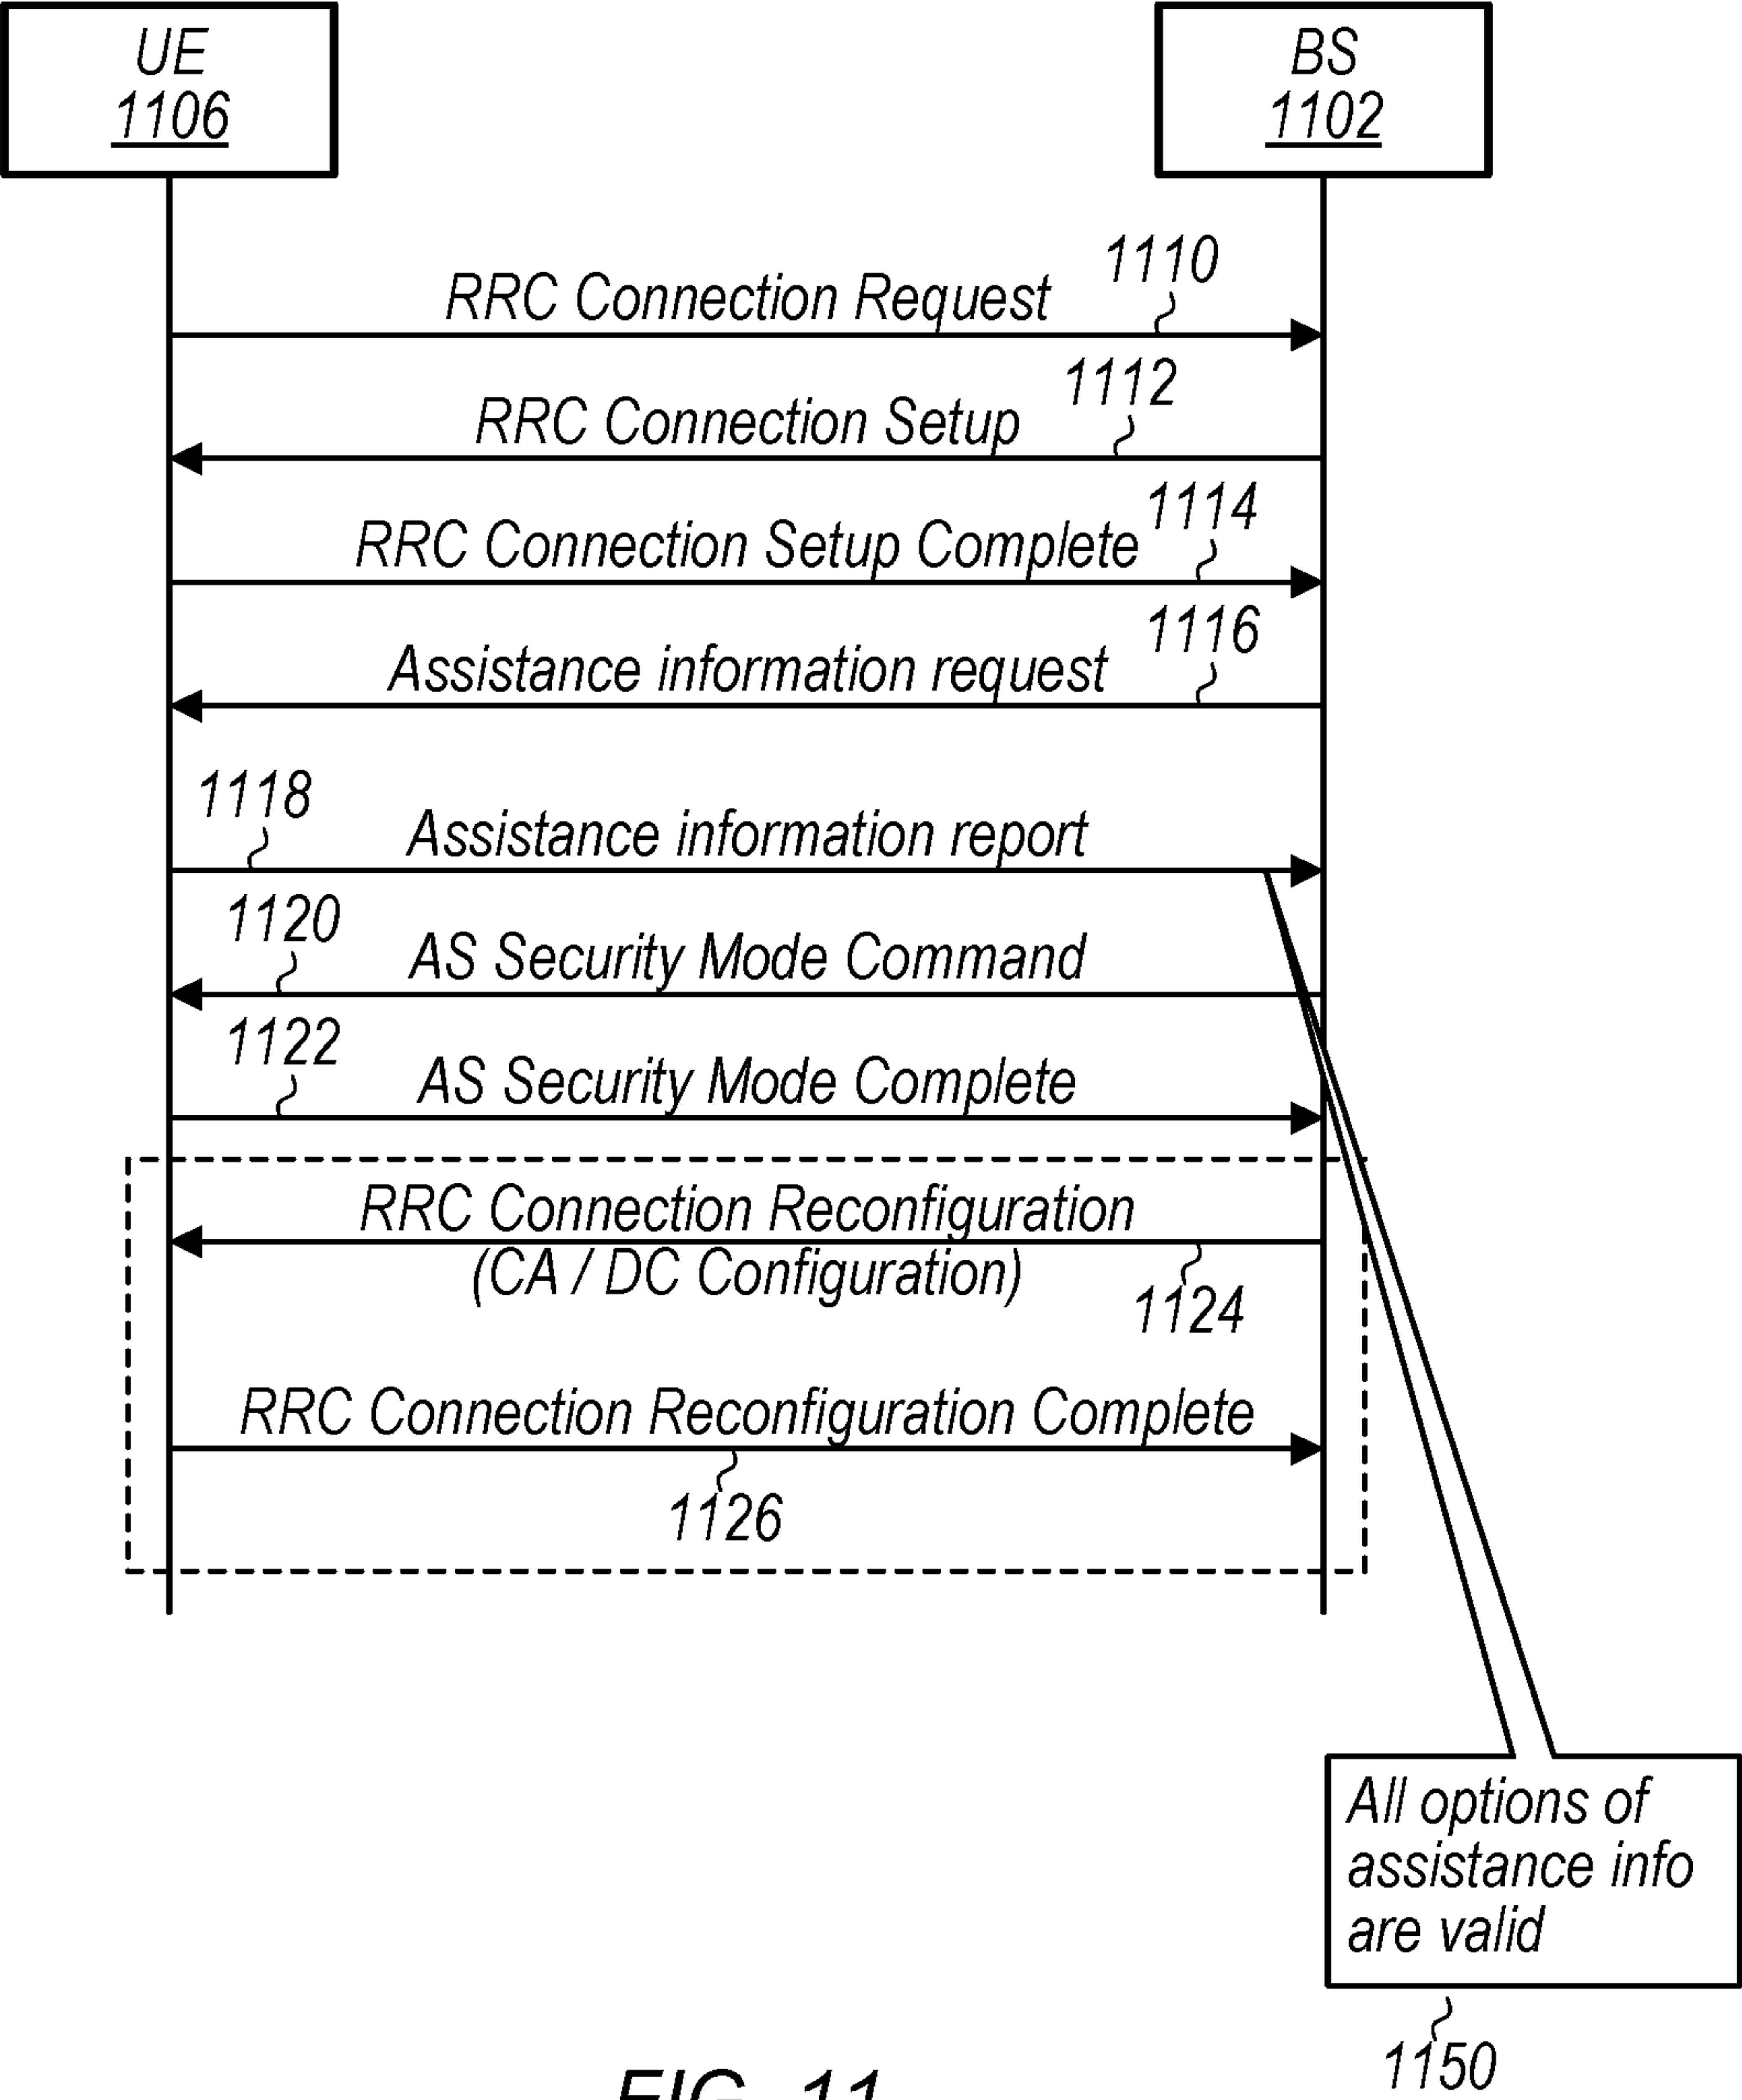 UE
1106
BS
1102
1110
RRC Connection Request
1112
RRC Connection Setup
1114
RRC Connection Setup Complete
1116
Assistance information request
1118
Assistance information report
1120
AS Security Mode Command
1122
AS Security Mode Complete
RRC Connection Reconfiguration
(CA / DC Configuration)
1124
RRC Connection Reconfiguration Complete
1126
All options of
assistance info
are valid
1150
FIG. 11